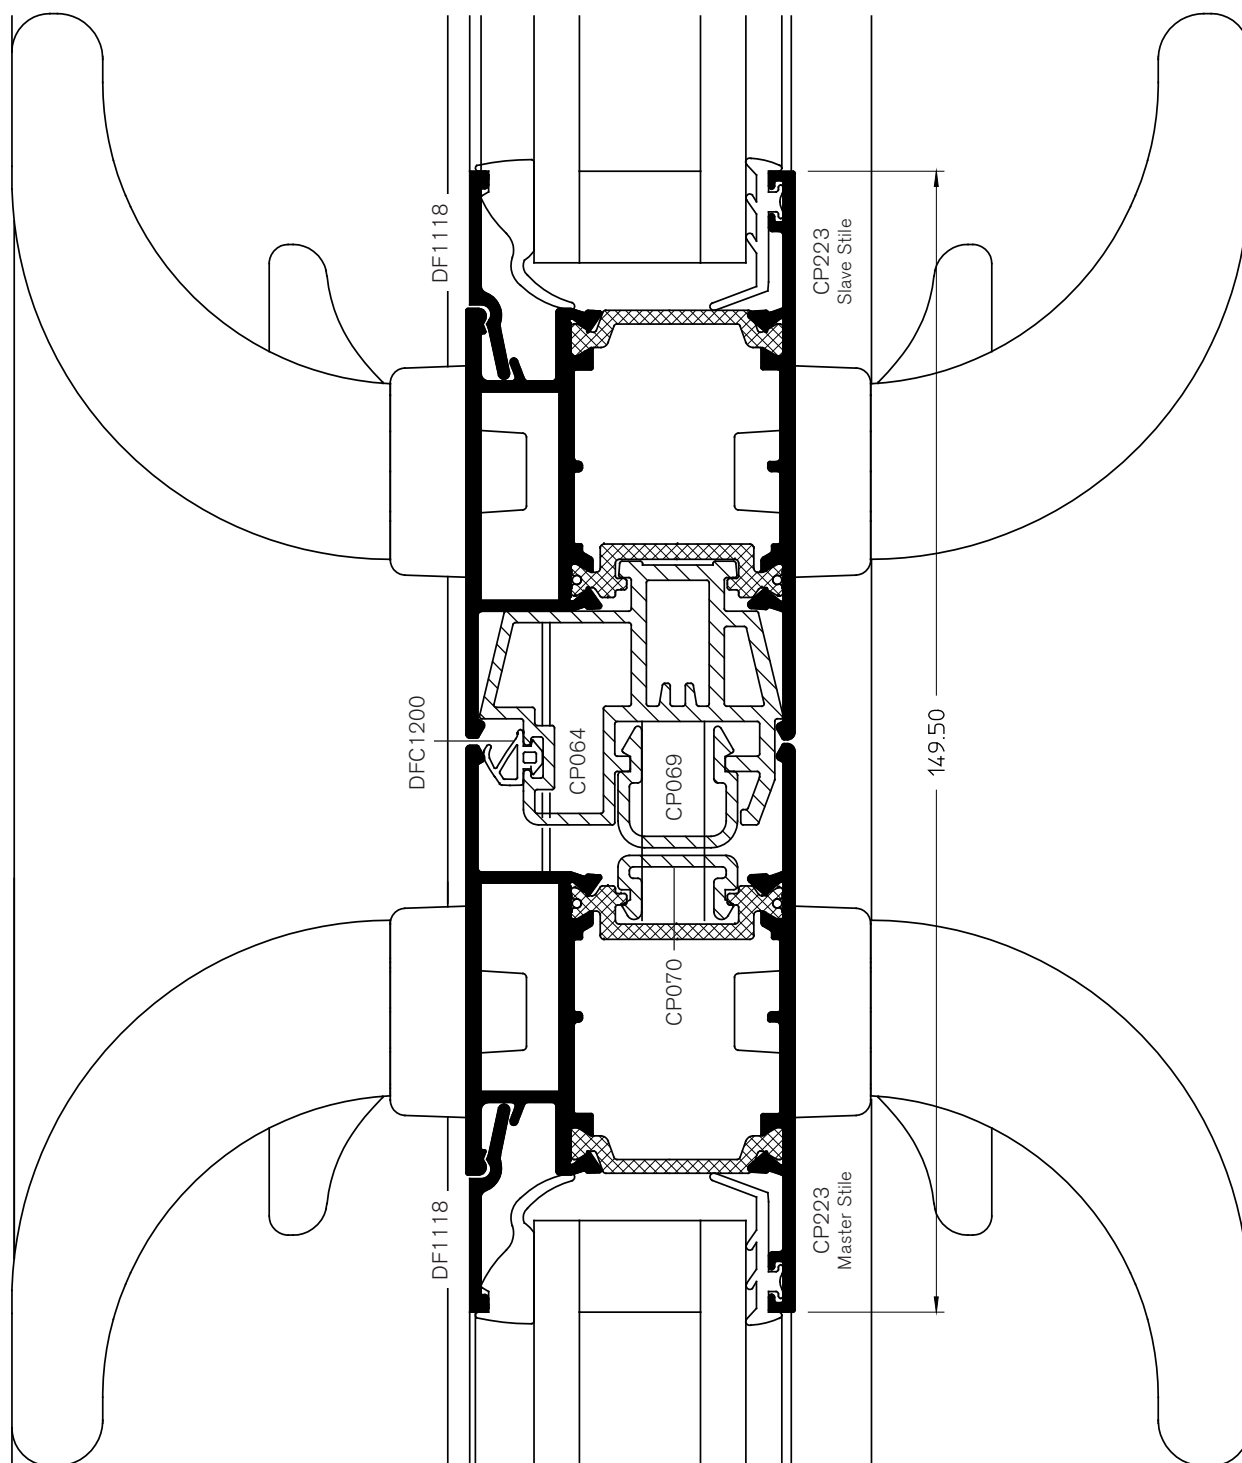 DF1118
CP223
Slave Stile
DFC1200
CP064
CP069
149.50
CP070
DF1118
CP223
Master Stile